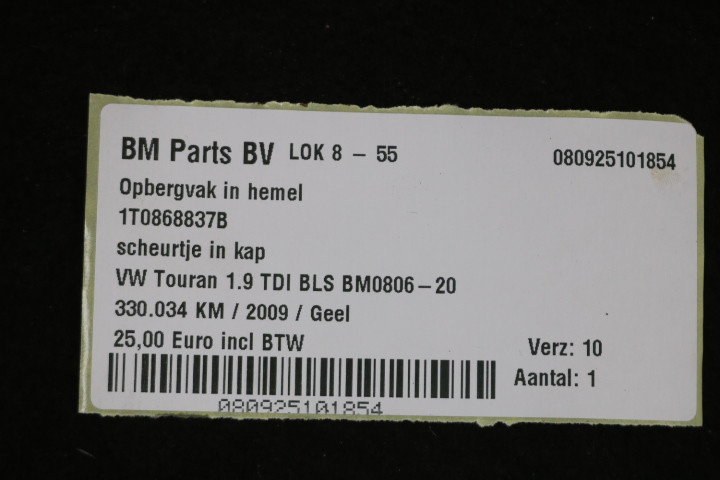 BM Parts BV LOK 8 – 55 080925101854
Opbergvak in hemel
1T0868837B
scheurtje in kap
VW Touran 1.9 TDI BLS BM0806–20
330.034 KM / 2009 / Geel
25,00 Euro incl BTW Verz: 10
Aantal: 1
080925101854